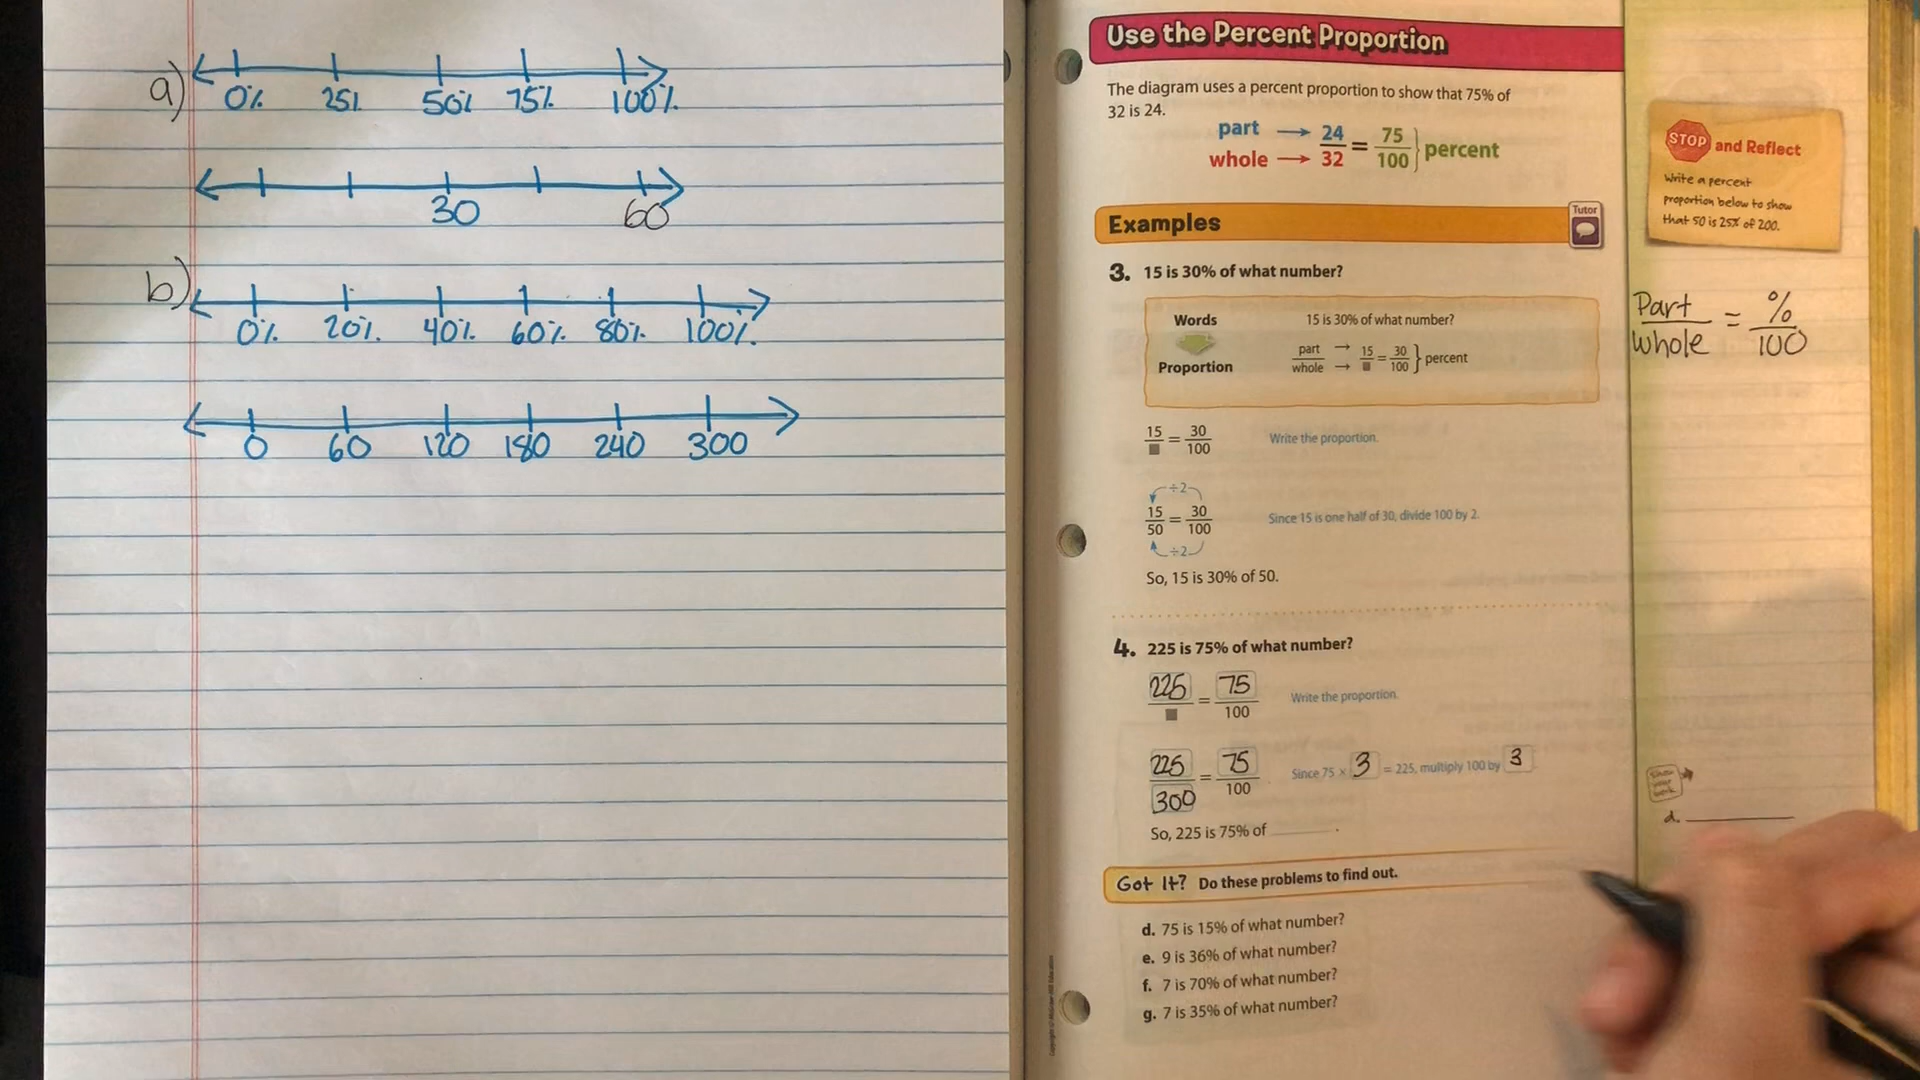 a)
0% 25% 50% 75% 100%
30 60
b)
0% 20% 40% 60% 80% 100%
0 60 120 180 240 300
Use the Percent Proportion
The diagram uses a percent proportion to show that 75% of
32 is 24.
part → 24 = 75 } percent
whole → 32 100
STOP and Reflect
Write a percent
proportion below to show
that 50 is 25% of 200.
Part = %
whole 100
Examples
Tutor
3. 15 is 30% of what number?
Words 15 is 30% of what number?
Proportion part → 15 = 30 } percent
whole → ■ 100
15 = 30 Write the proportion.
■ 100
÷2
15 = 30 Since 15 is one half of 30, divide 100 by 2.
50 100
÷2
So, 15 is 30% of 50.
4. 225 is 75% of what number?
225 = 75 Write the proportion.
■ 100
225 = 75 Since 75 × 3 = 225, multiply 100 by 3
300 100
So, 225 is 75% of ______.
Show
your
work
d. ______
Got It? Do these problems to find out.
d. 75 is 15% of what number?
e. 9 is 36% of what number?
f. 7 is 70% of what number?
g. 7 is 35% of what number?